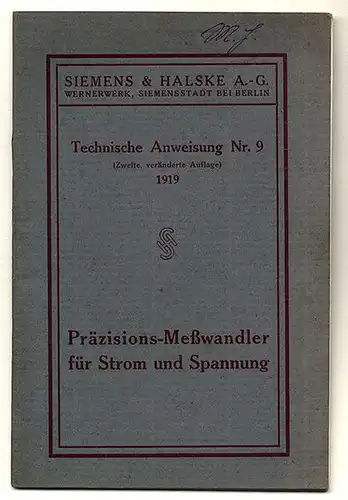 M. J.
SIEMENS & HALSKE A.-G.
WERNERWERK, SIEMENSSTADT BEI BERLIN
Technische Anweisung Nr. 9
(Zweite, veränderte Auflage)
1919
Präzisions-Meßwandler
für Strom und Spannung